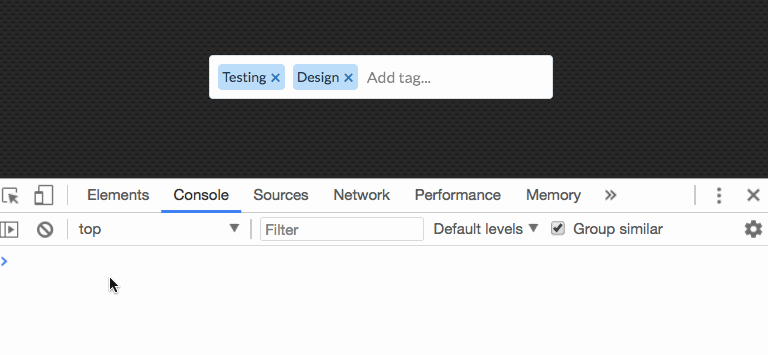 Testing × Design × Add tag...
Elements Console Sources Network Performance Memory »
top Filter Default levels Group similar